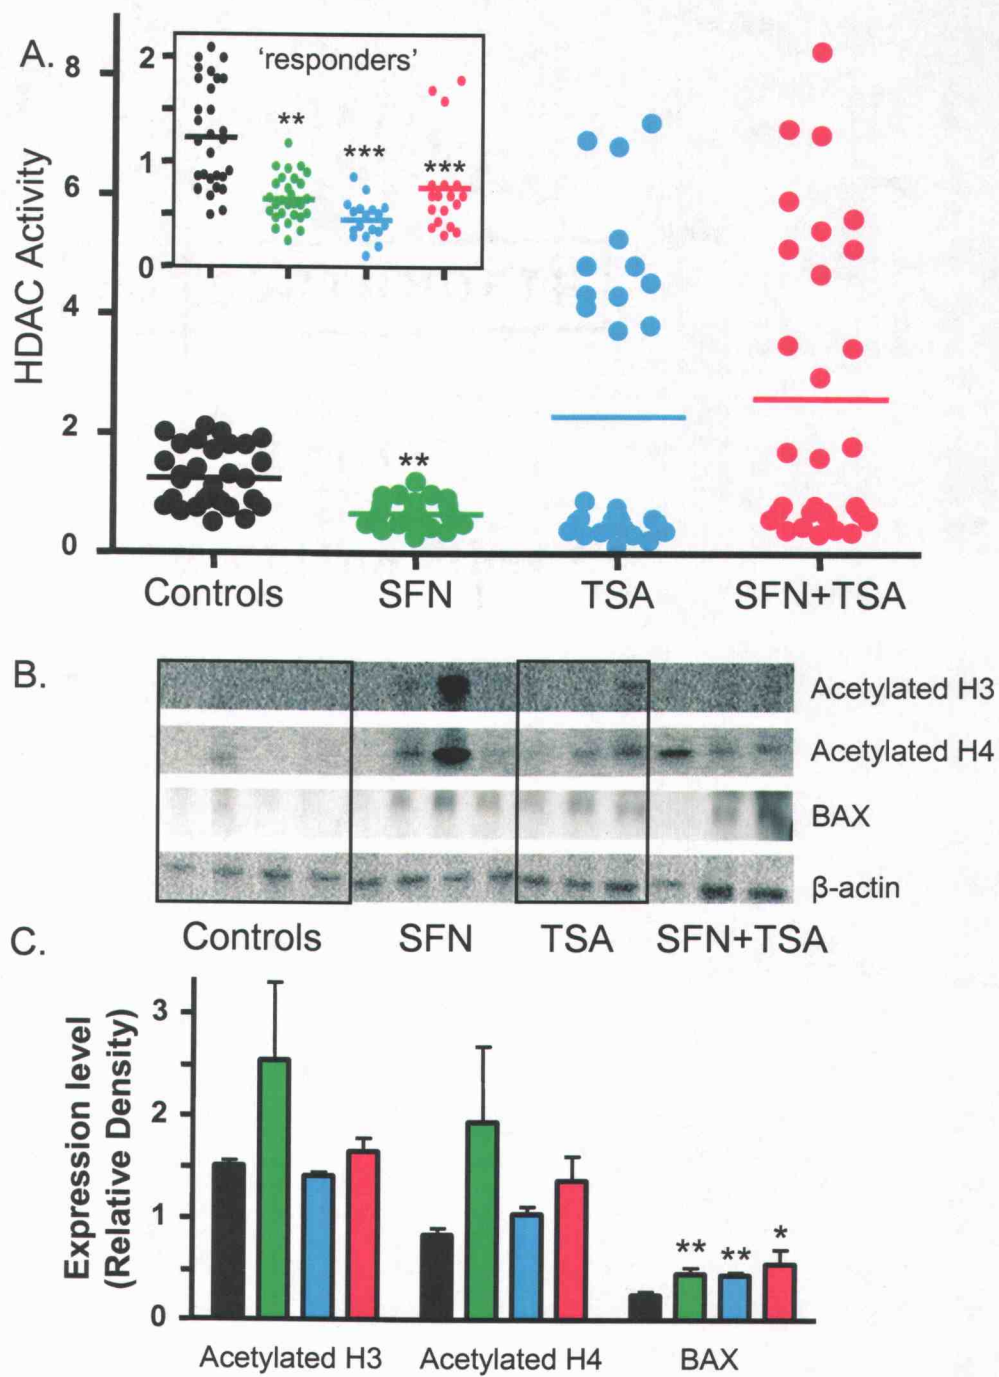 A.
HDAC Activity
8
6
4
2
0
2
1
0
'responders'
**
***
***
**
Controls SFN TSA SFN+TSA
B.
Acetylated H3
Acetylated H4
BAX
β-actin
Controls SFN TSA SFN+TSA
C.
Expression level
(Relative Density)
3
2
1
0
** ** *
Acetylated H3 Acetylated H4 BAX